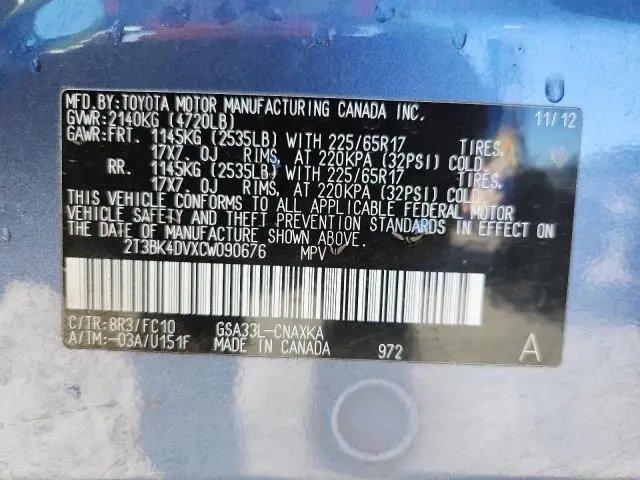 MFD.BY:TOYOTA MOTOR MANUFACTURING CANADA INC.
GVWR:2140KG (4720LB) 11/12
GAWR:FRT. 1145KG (2535LB) WITH 225/65R17 TIRES,
17X7.0J RIMS, AT 220KPA (32PSI) COLD
RR. 1145KG (2535LB) WITH 225/65R17 TIRES,
17X7.0J RIMS, AT 220KPA (32PSI) COLD.
THIS VEHICLE CONFORMS TO ALL APPLICABLE FEDERAL MOTOR
VEHICLE SAFETY AND THEFT PREVENTION STANDARDS IN EFFECT ON
THE DATE OF MANUFACTURE SHOWN ABOVE.
2T3BK4DVXCW090676 MPV
C/TR:8R3/FC10 GSA33L-CNAXKA
A/TM:-03A/U151F MADE IN CANADA 972 A